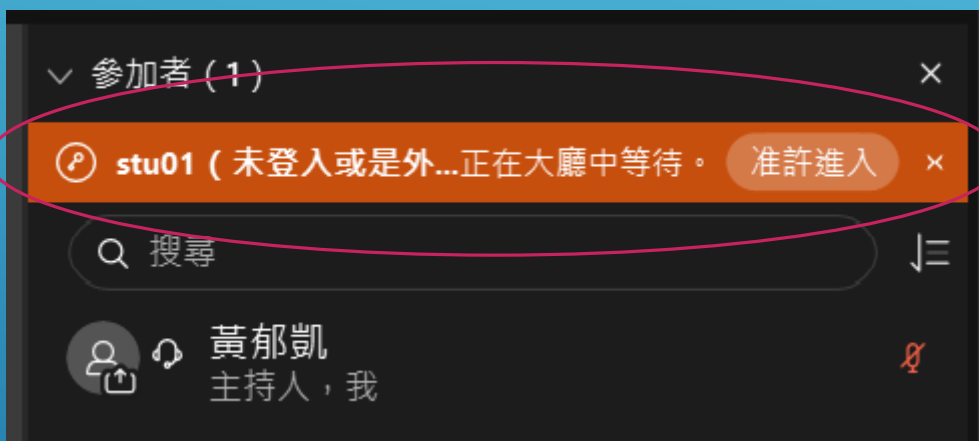 參加者 ( 1 )
stu01 ( 未登入或是外...正在大廳中等待。 准許進入
搜尋
黃郁凱
主持人，我